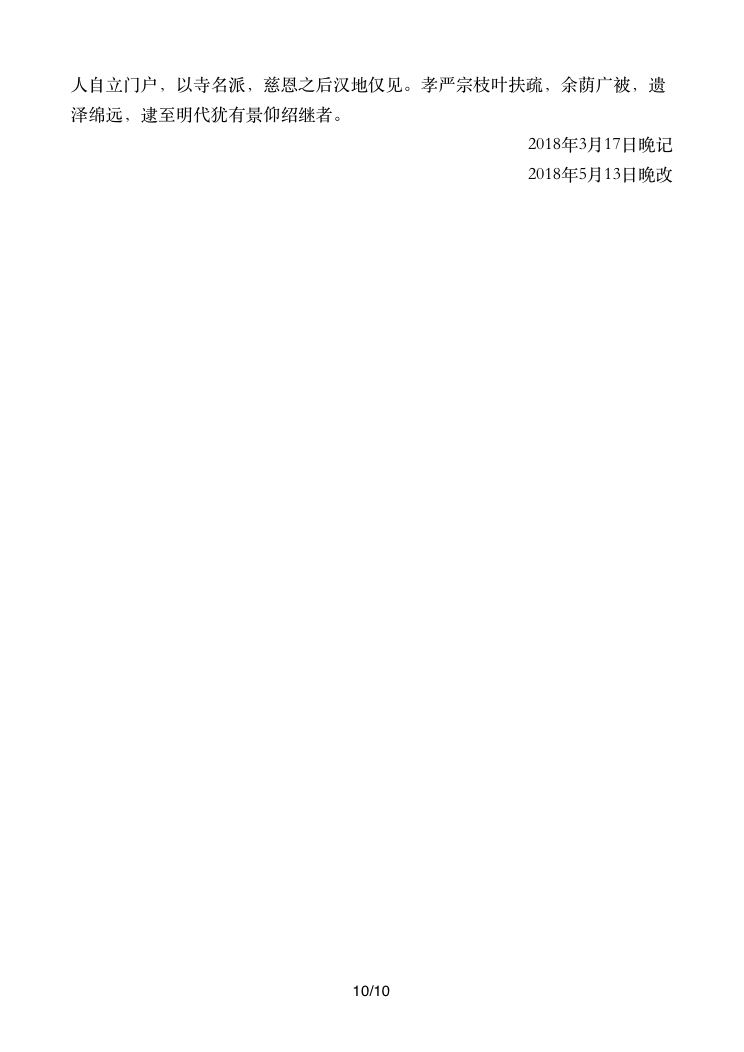 人自立门户，以寺名派，慈恩之后汉地仅见。孝严宗枝叶扶疏，余荫广被，遗
泽绵远，逮至明代犹有景仰绍继者。
2018年3月17日晚记
2018年5月13日晚改
10/10